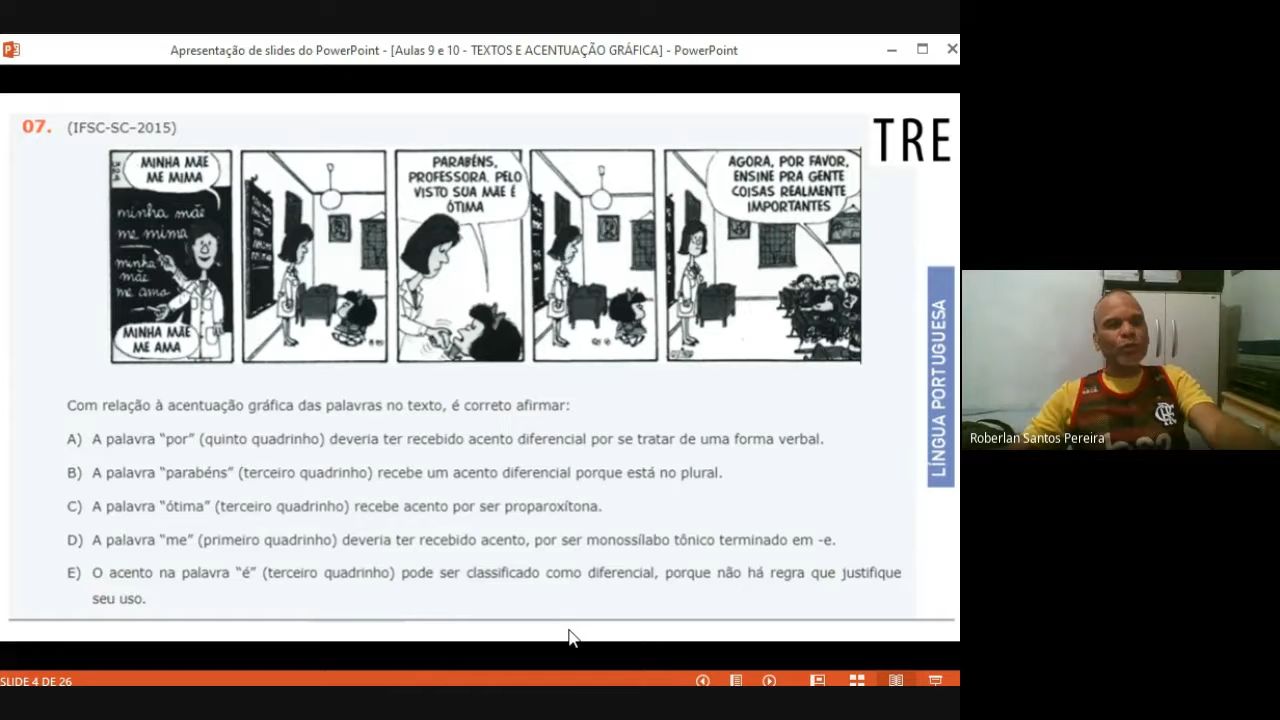 Apresentação de slides do PowerPoint - [Aulas 9 e 10 - TEXTOS E ACENTUAÇÃO GRÁFICA] - PowerPoint
07. (IFSC-SC–2015)
TRE
MINHA MÃE
ME MIMA
minha mãe
me mima
minha
mãe
me ama
MINHA MÃE
ME AMA
PARABÉNS,
PROFESSORA. PELO
VISTO SUA MÃE É
ÓTIMA
AGORA, POR FAVOR,
ENSINE PRA GENTE
COISAS REALMENTE
IMPORTANTES
Com relação à acentuação gráfica das palavras no texto, é correto afirmar:
A) A palavra “por” (quinto quadrinho) deveria ter recebido acento diferencial por se tratar de uma forma verbal.
B) A palavra “parabéns” (terceiro quadrinho) recebe um acento diferencial porque está no plural.
C) A palavra “ótima” (terceiro quadrinho) recebe acento por ser proparoxítona.
D) A palavra “me” (primeiro quadrinho) deveria ter recebido acento, por ser monossílabo tônico terminado em -e.
E) O acento na palavra “é” (terceiro quadrinho) pode ser classificado como diferencial, porque não há regra que justifique
seu uso.
LÍNGUA PORTUGUESA
Roberlan Santos Pereira
SLIDE 4 DE 26